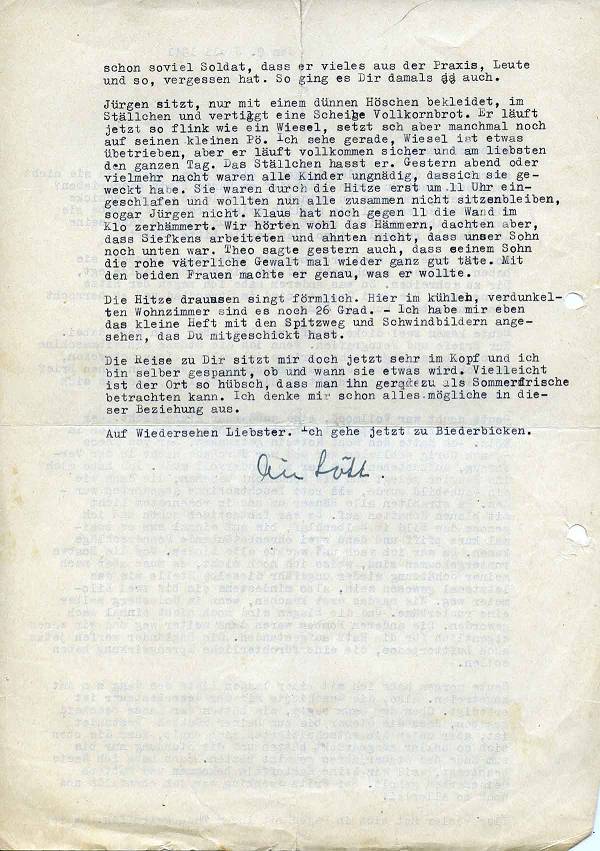 schon soviel Soldat, dass er vieles aus der Praxis, Leute
und so, vergessen hat. So ging es Dir damals auch.
Jürgen sitzt, nur mit einem dünnen Höschen bekleidet, im
Ställchen und vertigt eine Scheibe Vollkornbrot. Er läuft
jetzt so flink wie ein Wiesel, setzt sch aber manchmal noch
auf seinen kleinen Pö. Ich sehe gerade, Wiesel ist etwas
übetrieben, aber er läuft vollkommen sicher und am liebsten
den ganzen Tag. Das Ställchen hasst er. Gestern abend oder
vielmehr nacht waren alle Kinder ungnädig, dassich sie ge-
weckt habe. Sie waren durch die Hitze erst um 11 Uhr ein-
geschlafen und wollten nun alle zusammen nicht sitzenbleiben,
sogar Jürgen nicht. Klaus hat noch gegen 11 die Wand im
Klo zerhämmert. Wir hörten wohl das Hämmern, dachten aber,
dass Siefkens arbeiteten und ahnten nicht, dass unser Sohn
noch unten war. Theo sagte gestern auch, dass seinem Sohn
die rohe väterliche Gewalt mal wieder ganz gut täte. Mit
den beiden Frauen machte er genau, was er wollte.
Die Hitze draussen singt förmlich. Hier im kühlen, verdunkel-
ten Wohnzimmer sind es noch 26 Grad. - Ich habe mir eben
das kleine Heft mit den Spitzweg und Schwindbildern ange-
sehen, das Du mitgeschickt hast.
Die Reise zu Dir sitzt mir doch jetzt sehr im Kopf und ich
bin selber gespannt, ob und wann sie etwas wird. Vielleicht
ist der Ort so hübsch, dass man ihn geradezu als Sommerfrische
betrachten kann. Ich denke mir schon alles mögliche in die-
ser Beziehung aus.
Auf Wiedersehen Liebster. Ich gehe jetzt zu Biederbicken.